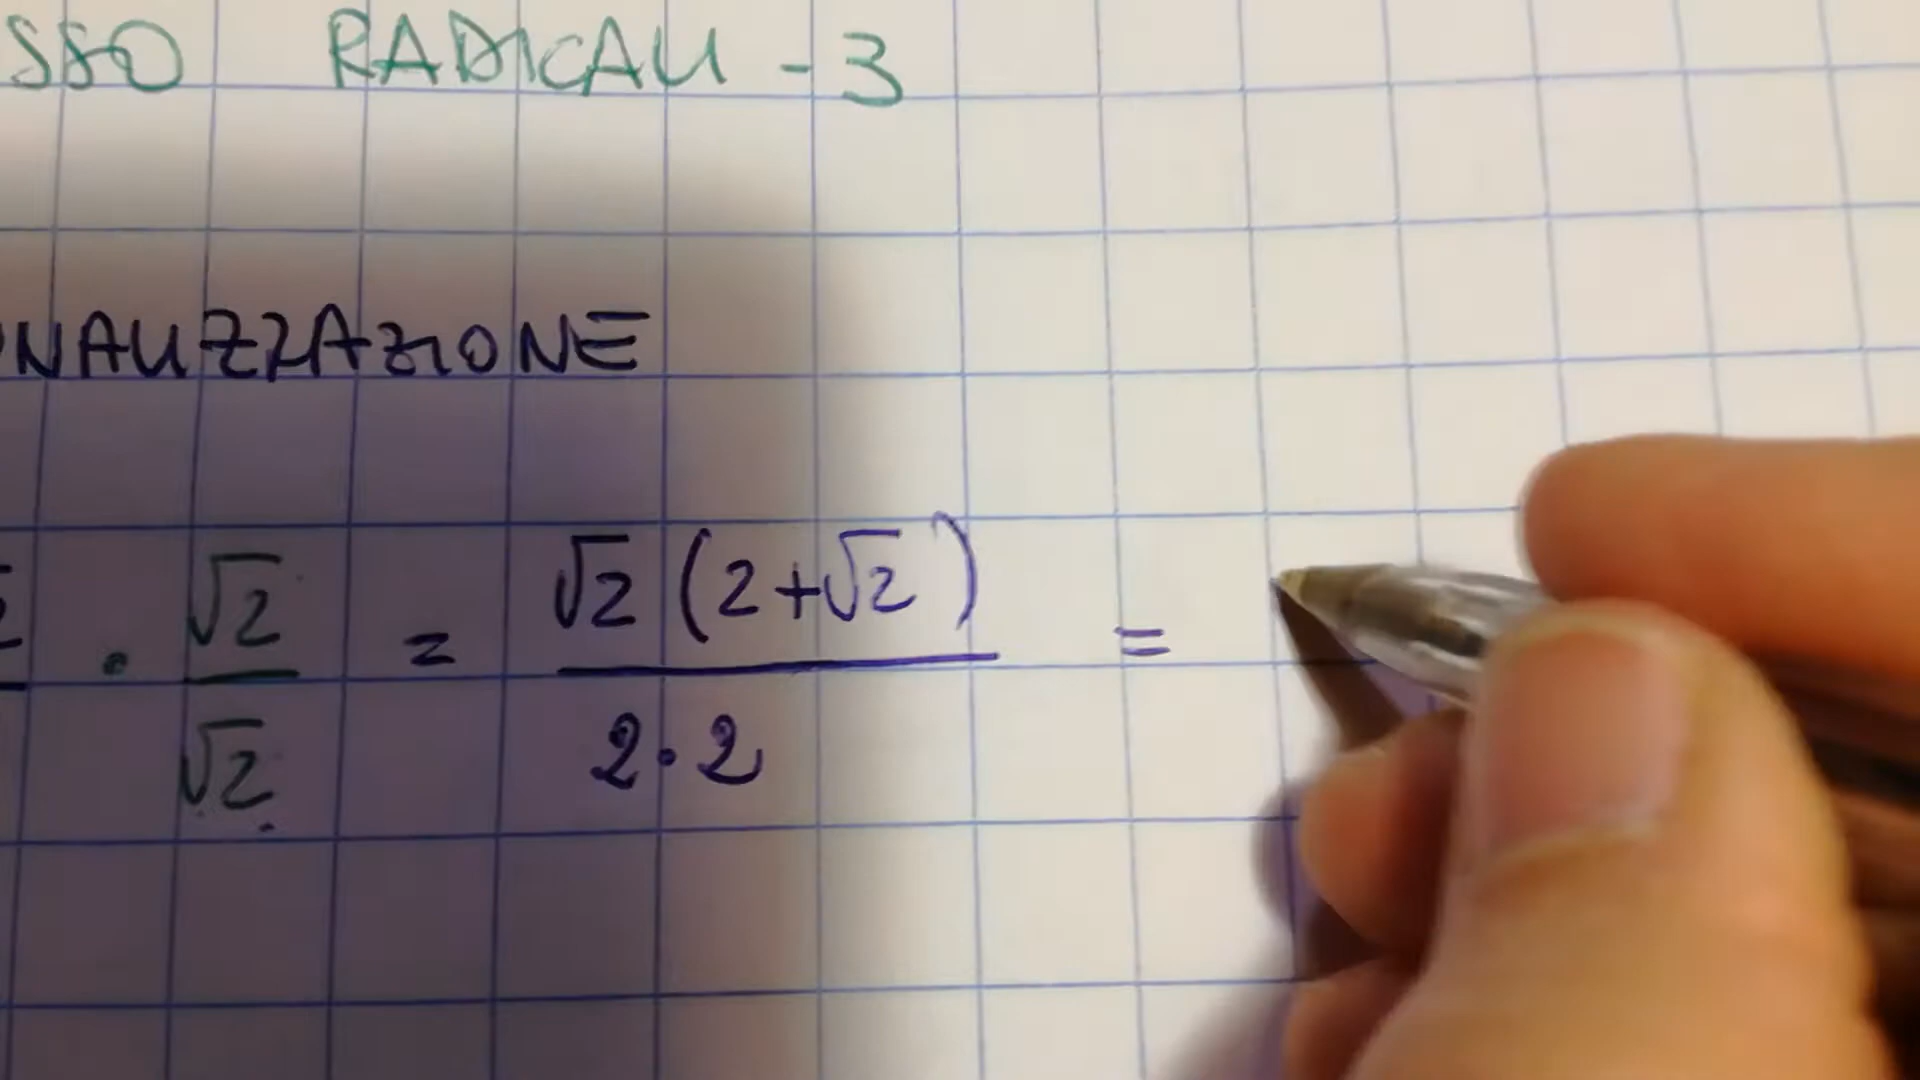 SSO RADICALI - 3
NALIZZAZIONE
· √2/√2 = √2(2+√2)/2·2 =